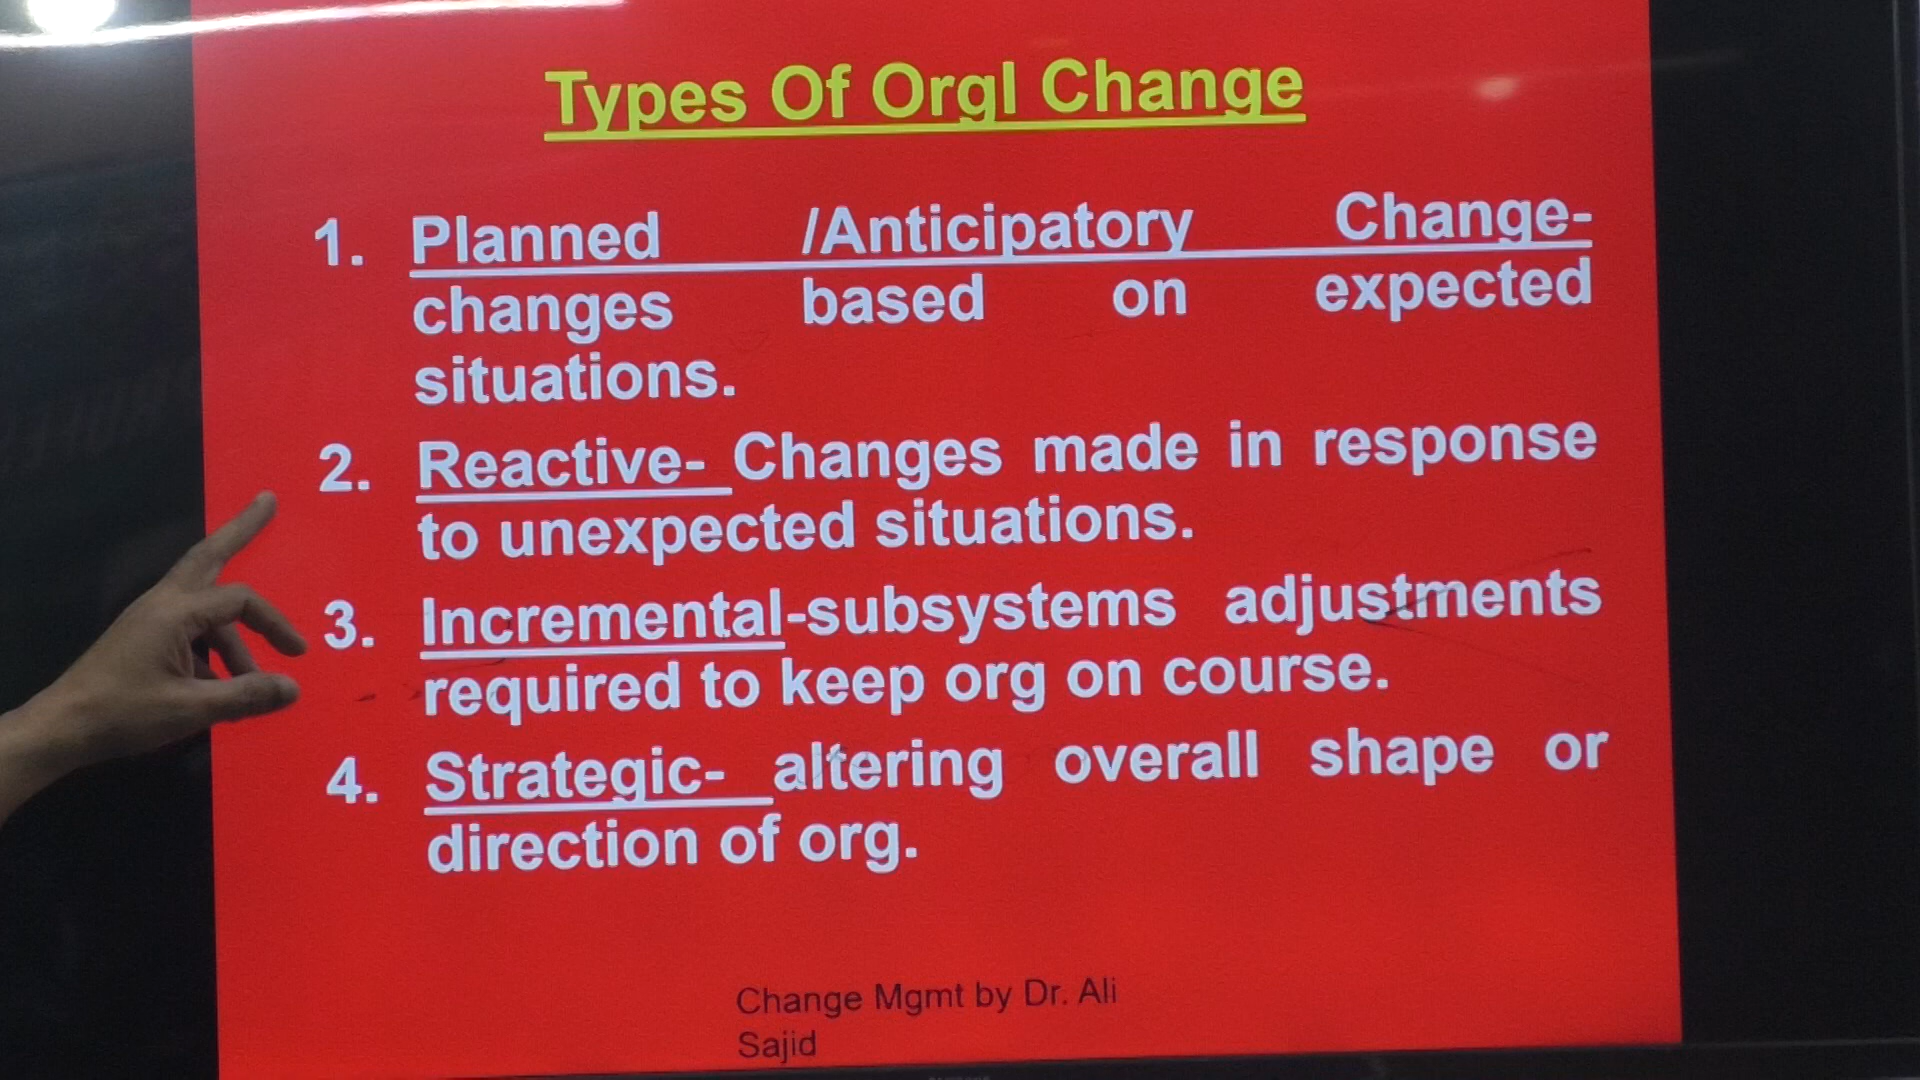 Types Of Orgl Change
1. Planned /Anticipatory Change-
changes based on expected
situations.
2. Reactive- Changes made in response
to unexpected situations.
3. Incremental-subsystems adjustments
required to keep org on course.
4. Strategic- altering overall shape or
direction of org.
Change Mgmt by Dr. Ali
Sajid